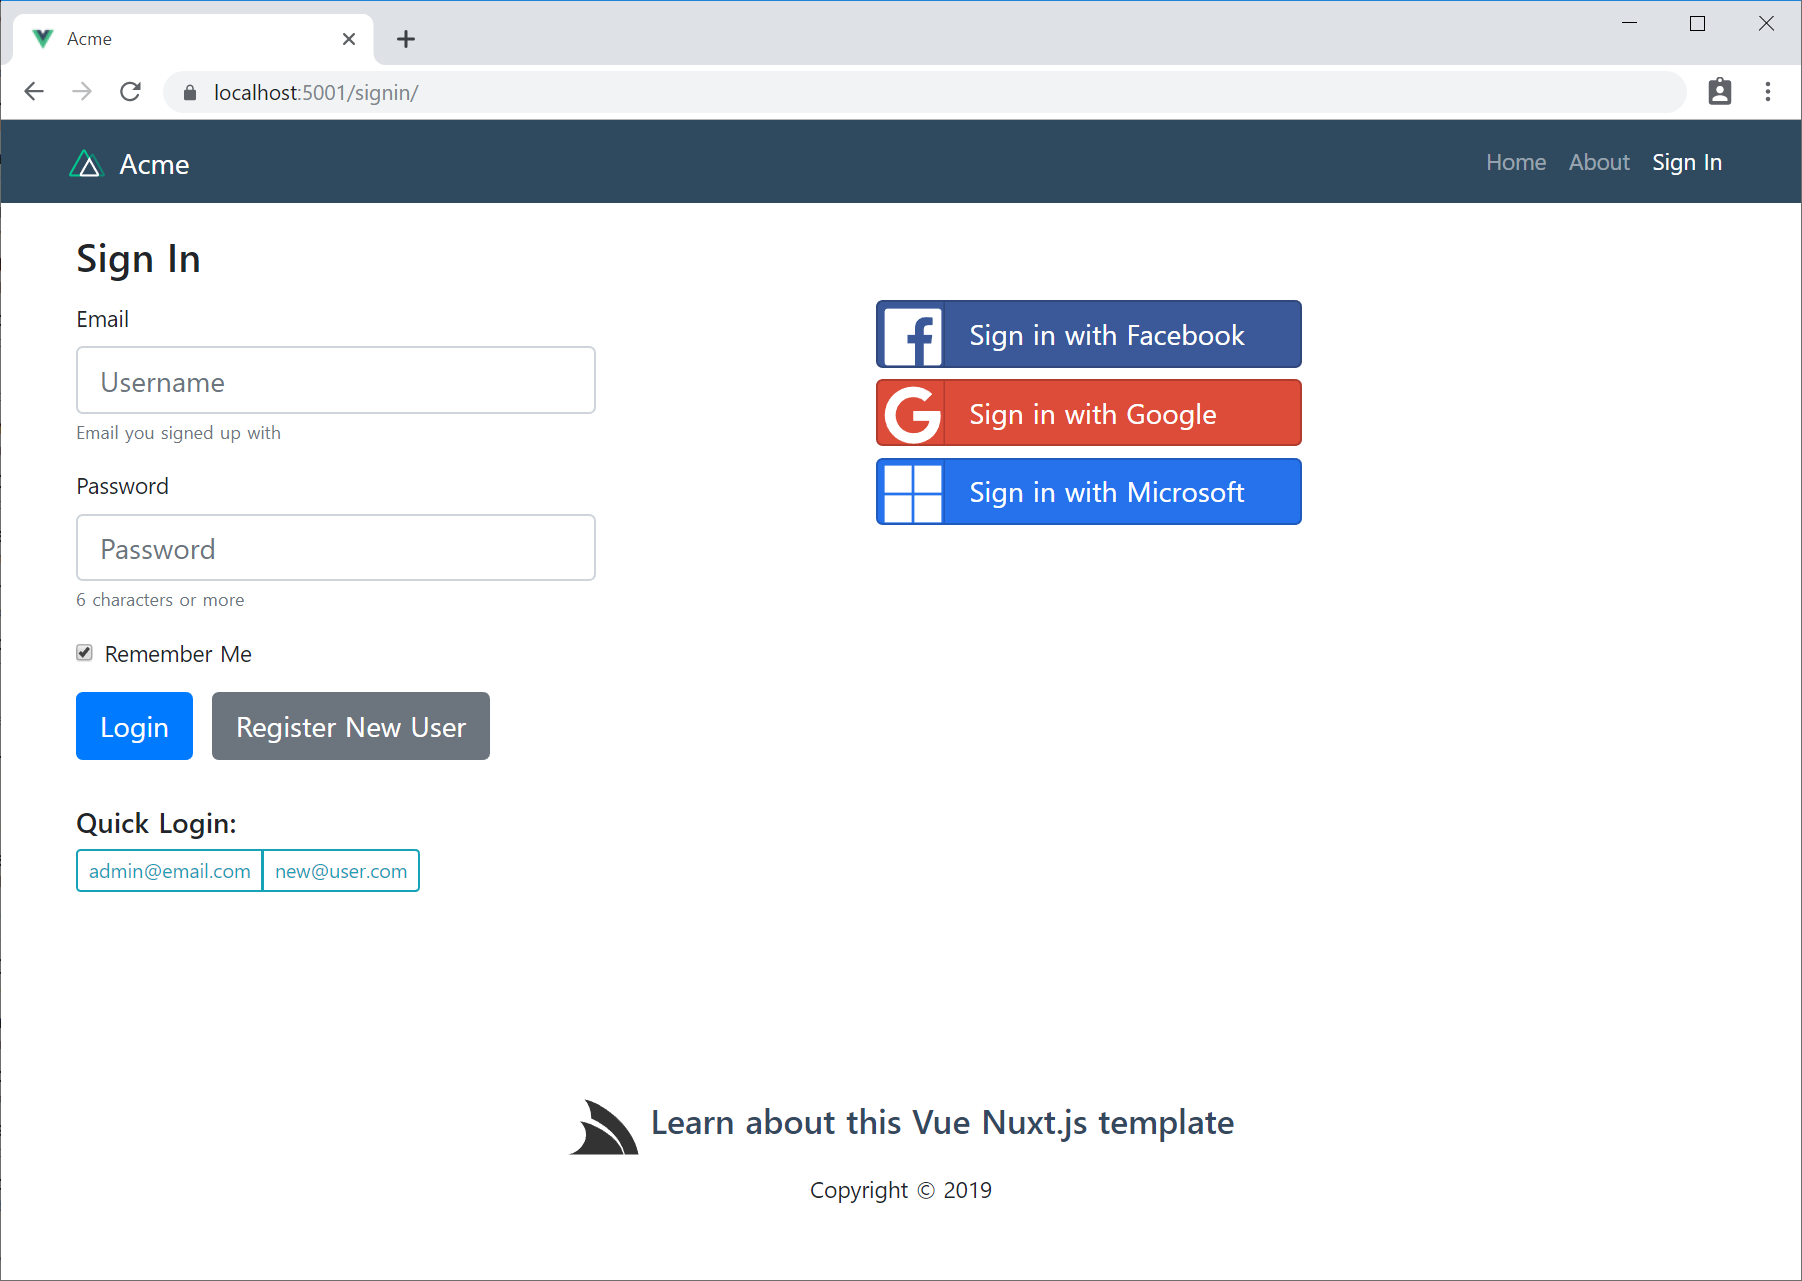 Acme
localhost:5001/signin/
Acme
Home About Sign In
Sign In
Email
Username
Email you signed up with
Password
Password
6 characters or more
Remember Me
Login Register New User
Quick Login:
admin@email.com new@user.com
Sign in with Facebook
Sign in with Google
Sign in with Microsoft
Learn about this Vue Nuxt.js template
Copyright © 2019